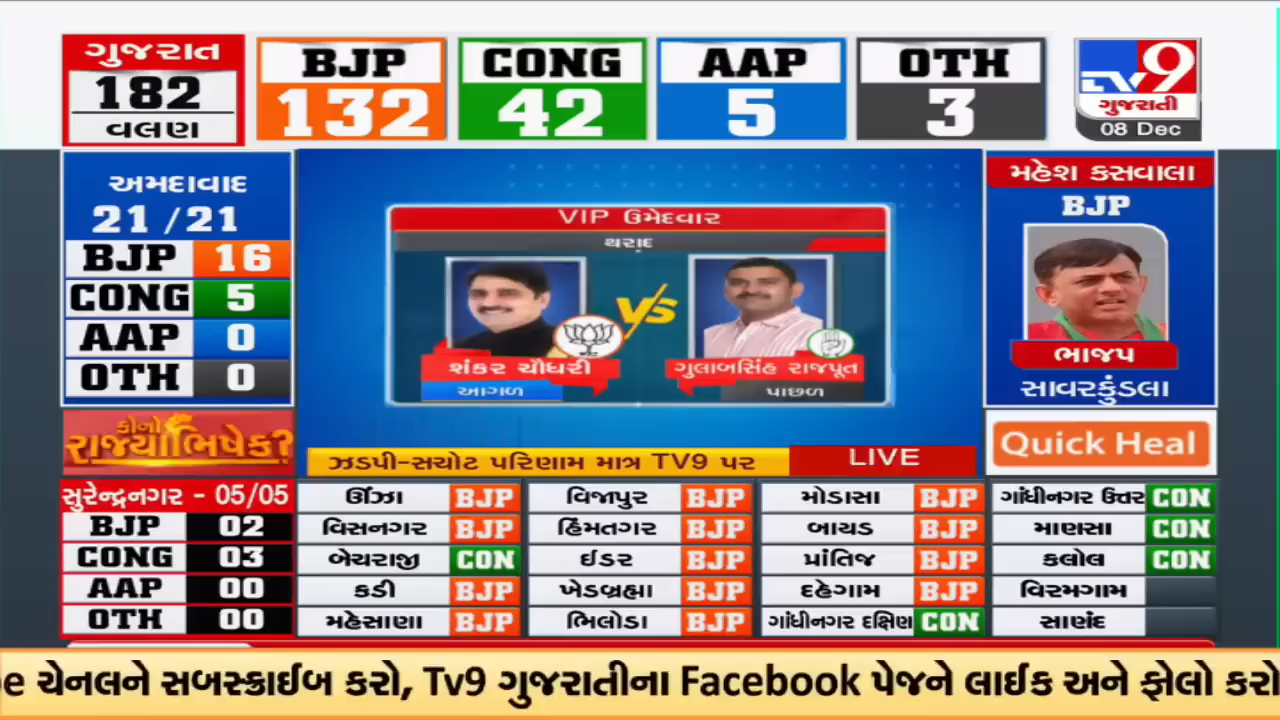 ગુજરાત
182
વલણ
BJP
132
CONG
42
AAP
5
OTH
3
TV9
ગુજરાતી
08 Dec
અમદાવાદ
21 / 21
BJP 16
CONG 5
AAP 0
OTH 0
VIP ઉમેદવાર
થરાદ
VS
શંકર ચૌધરી
આગળ
ગુલાબસિંહ રાજપૂત
પાછળ
મહેશ કસવાલા
BJP
ભાજપ
સાવરકુંડલા
કોનો
રાજ્યાભિષેક?
ઝડપી-સચોટ પરિણામ માત્ર TV9 પર
LIVE
Quick Heal
સુરેન્દ્રનગર - 05/05
BJP 02
CONG 03
AAP 00
OTH 00
ઊંઝા BJP વિજાપુર BJP મોડાસા BJP ગાંધીનગર ઉત્તર CON
વિસનગર BJP હિંમતગર BJP બાયડ BJP માણસા CON
બેચરાજી CON ઈડર BJP પ્રાંતિજ BJP કલોલ CON
કડી BJP ખેડબ્રહ્મા BJP દહેગામ BJP વિરમગામ
મહેસાણા BJP ભિલોડા BJP ગાંધીનગર દક્ષિણ CON સાણંદ
e ચેનલને સબસ્ક્રાઈબ કરો, Tv9 ગુજરાતીના Facebook પેજને લાઈક અને ફોલો કરો